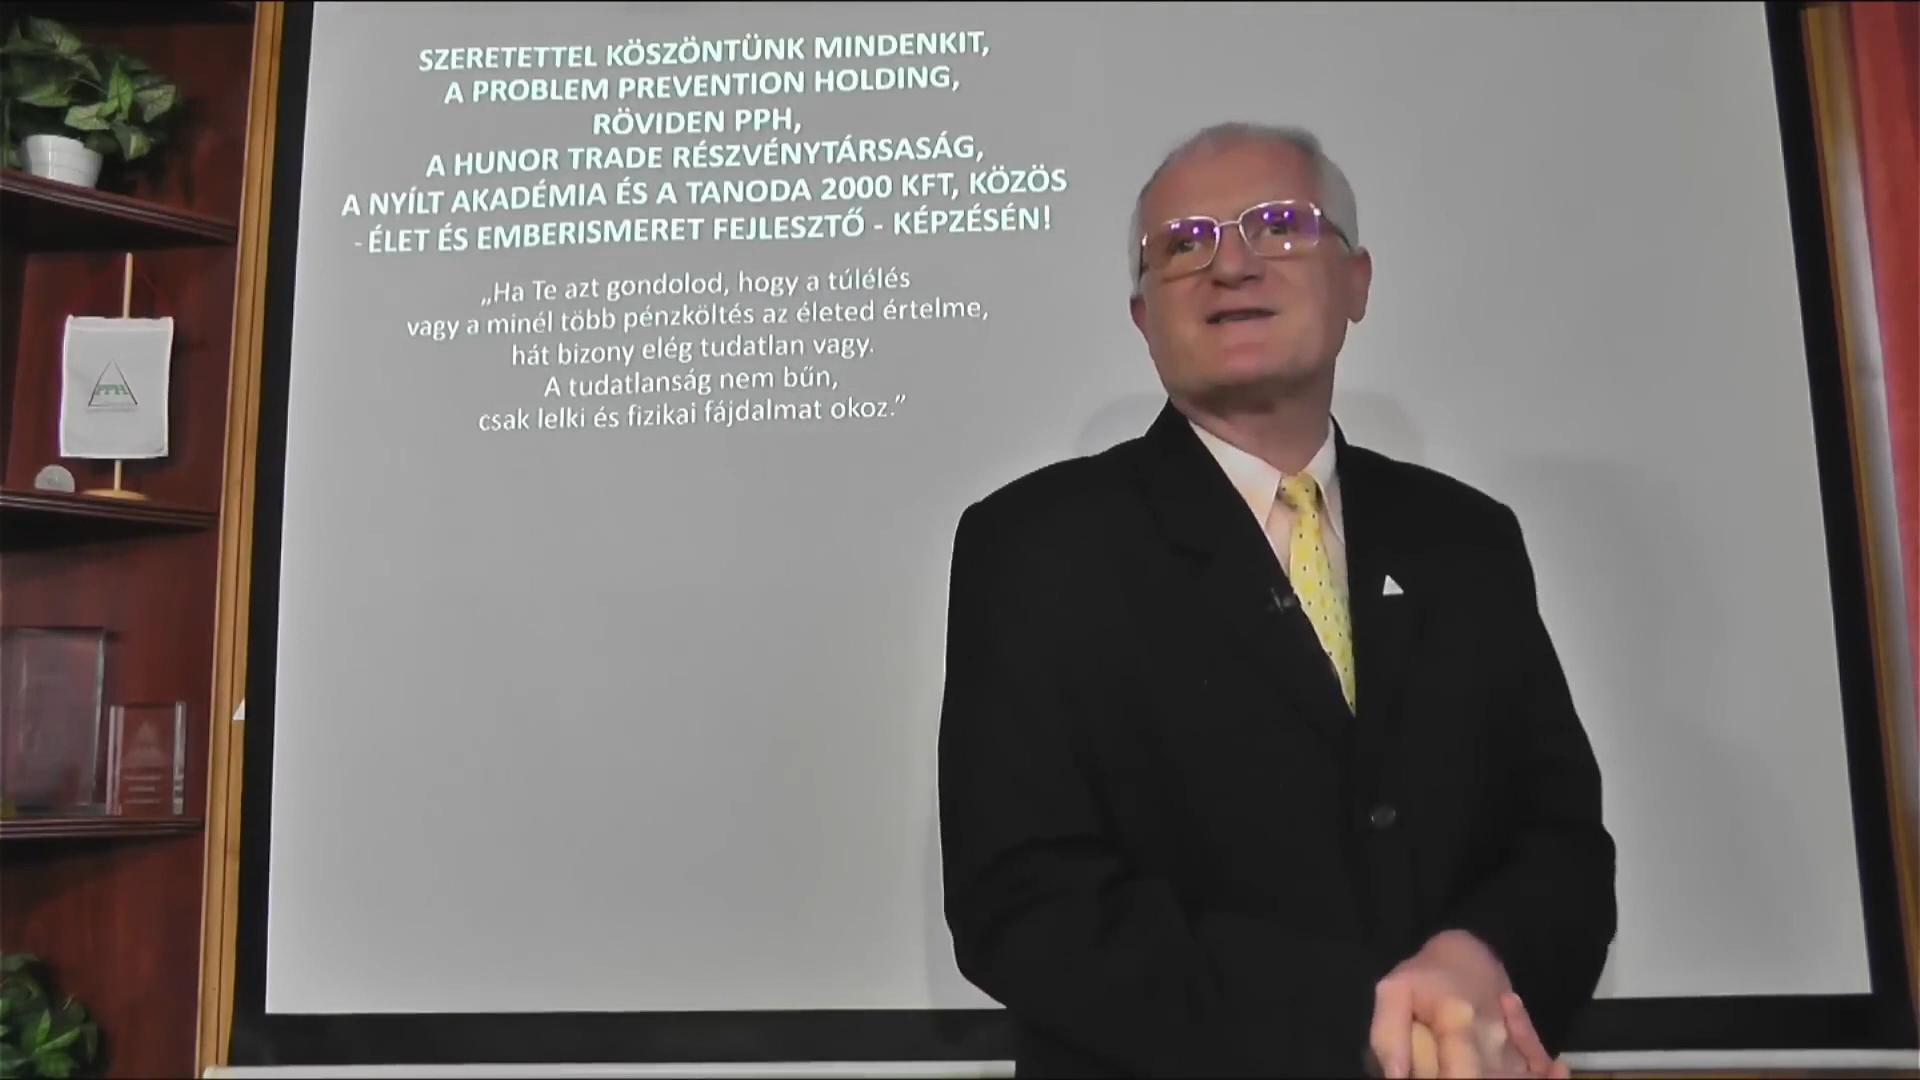 SZERETETTEL KÖSZÖNTÜNK MINDENKIT,
A PROBLEM PREVENTION HOLDING,
RÖVIDEN PPH,
A HUNOR TRADE RÉSZVÉNYTÁRSASÁG,
A NYÍLT AKADÉMIA ÉS A TANODA 2000 KFT, KÖZÖS
- ÉLET ÉS EMBERISMERET FEJLESZTŐ - KÉPZÉSÉN!
„Ha Te azt gondolod, hogy a túlélés
vagy a minél több pénzköltés az életed értelme,
hát bizony elég tudatlan vagy.
A tudatlanság nem bűn,
csak lelki és fizikai fájdalmat okoz.”
PPH